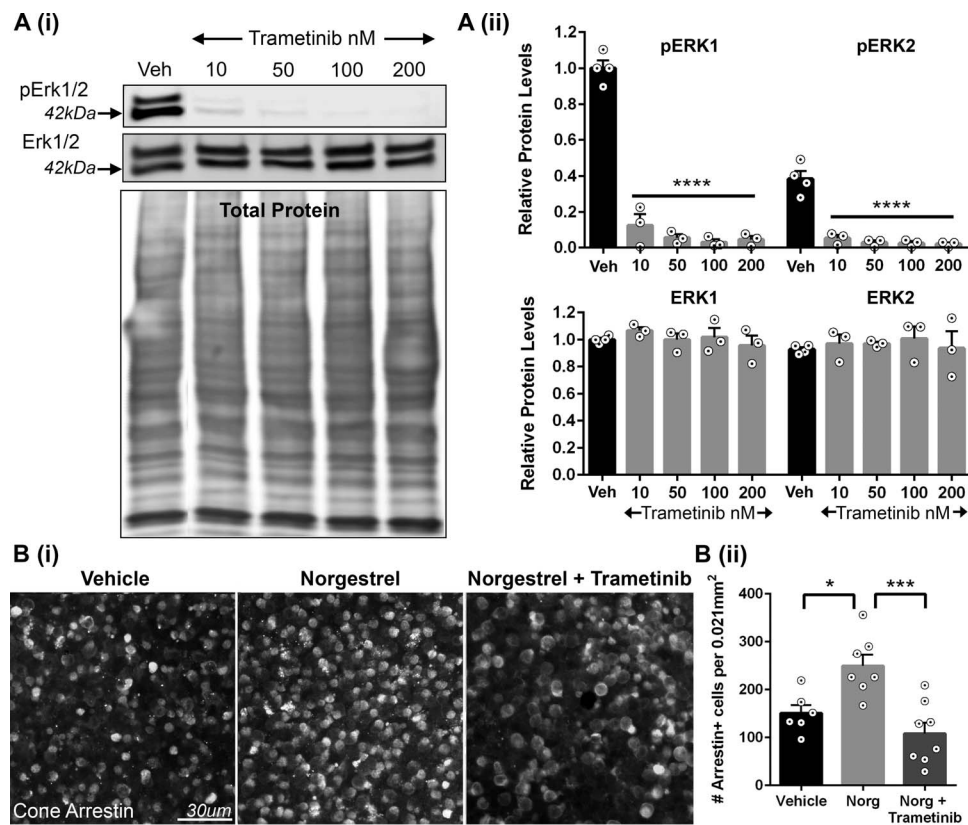 A (i)
Trametinib nM
Veh 10 50 100 200
pErk1/2
42kDa
Erk1/2
42kDa
Total Protein
A (ii)
pERK1 pERK2
Relative Protein Levels
1.2
1.0
0.8
0.6
0.4
0.2
0.0
****
****
Veh 10 50 100 200 Veh 10 50 100 200
ERK1 ERK2
Relative Protein Levels
1.2
1.0
0.8
0.6
0.4
0.2
0.0
Veh 10 50 100 200 Veh 10 50 100 200
Trametinib nM Trametinib nM
B (i)
Vehicle Norgestrel Norgestrel + Trametinib
Cone Arrestin 30um
B (ii)
# Arrestin+ cells per 0.021mm²
400
300
200
100
0
* ***
Vehicle Norg Norg +
Trametinib